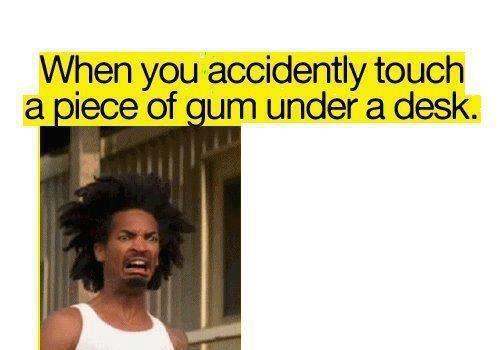 When you accidently touch
a piece of gum under a desk.